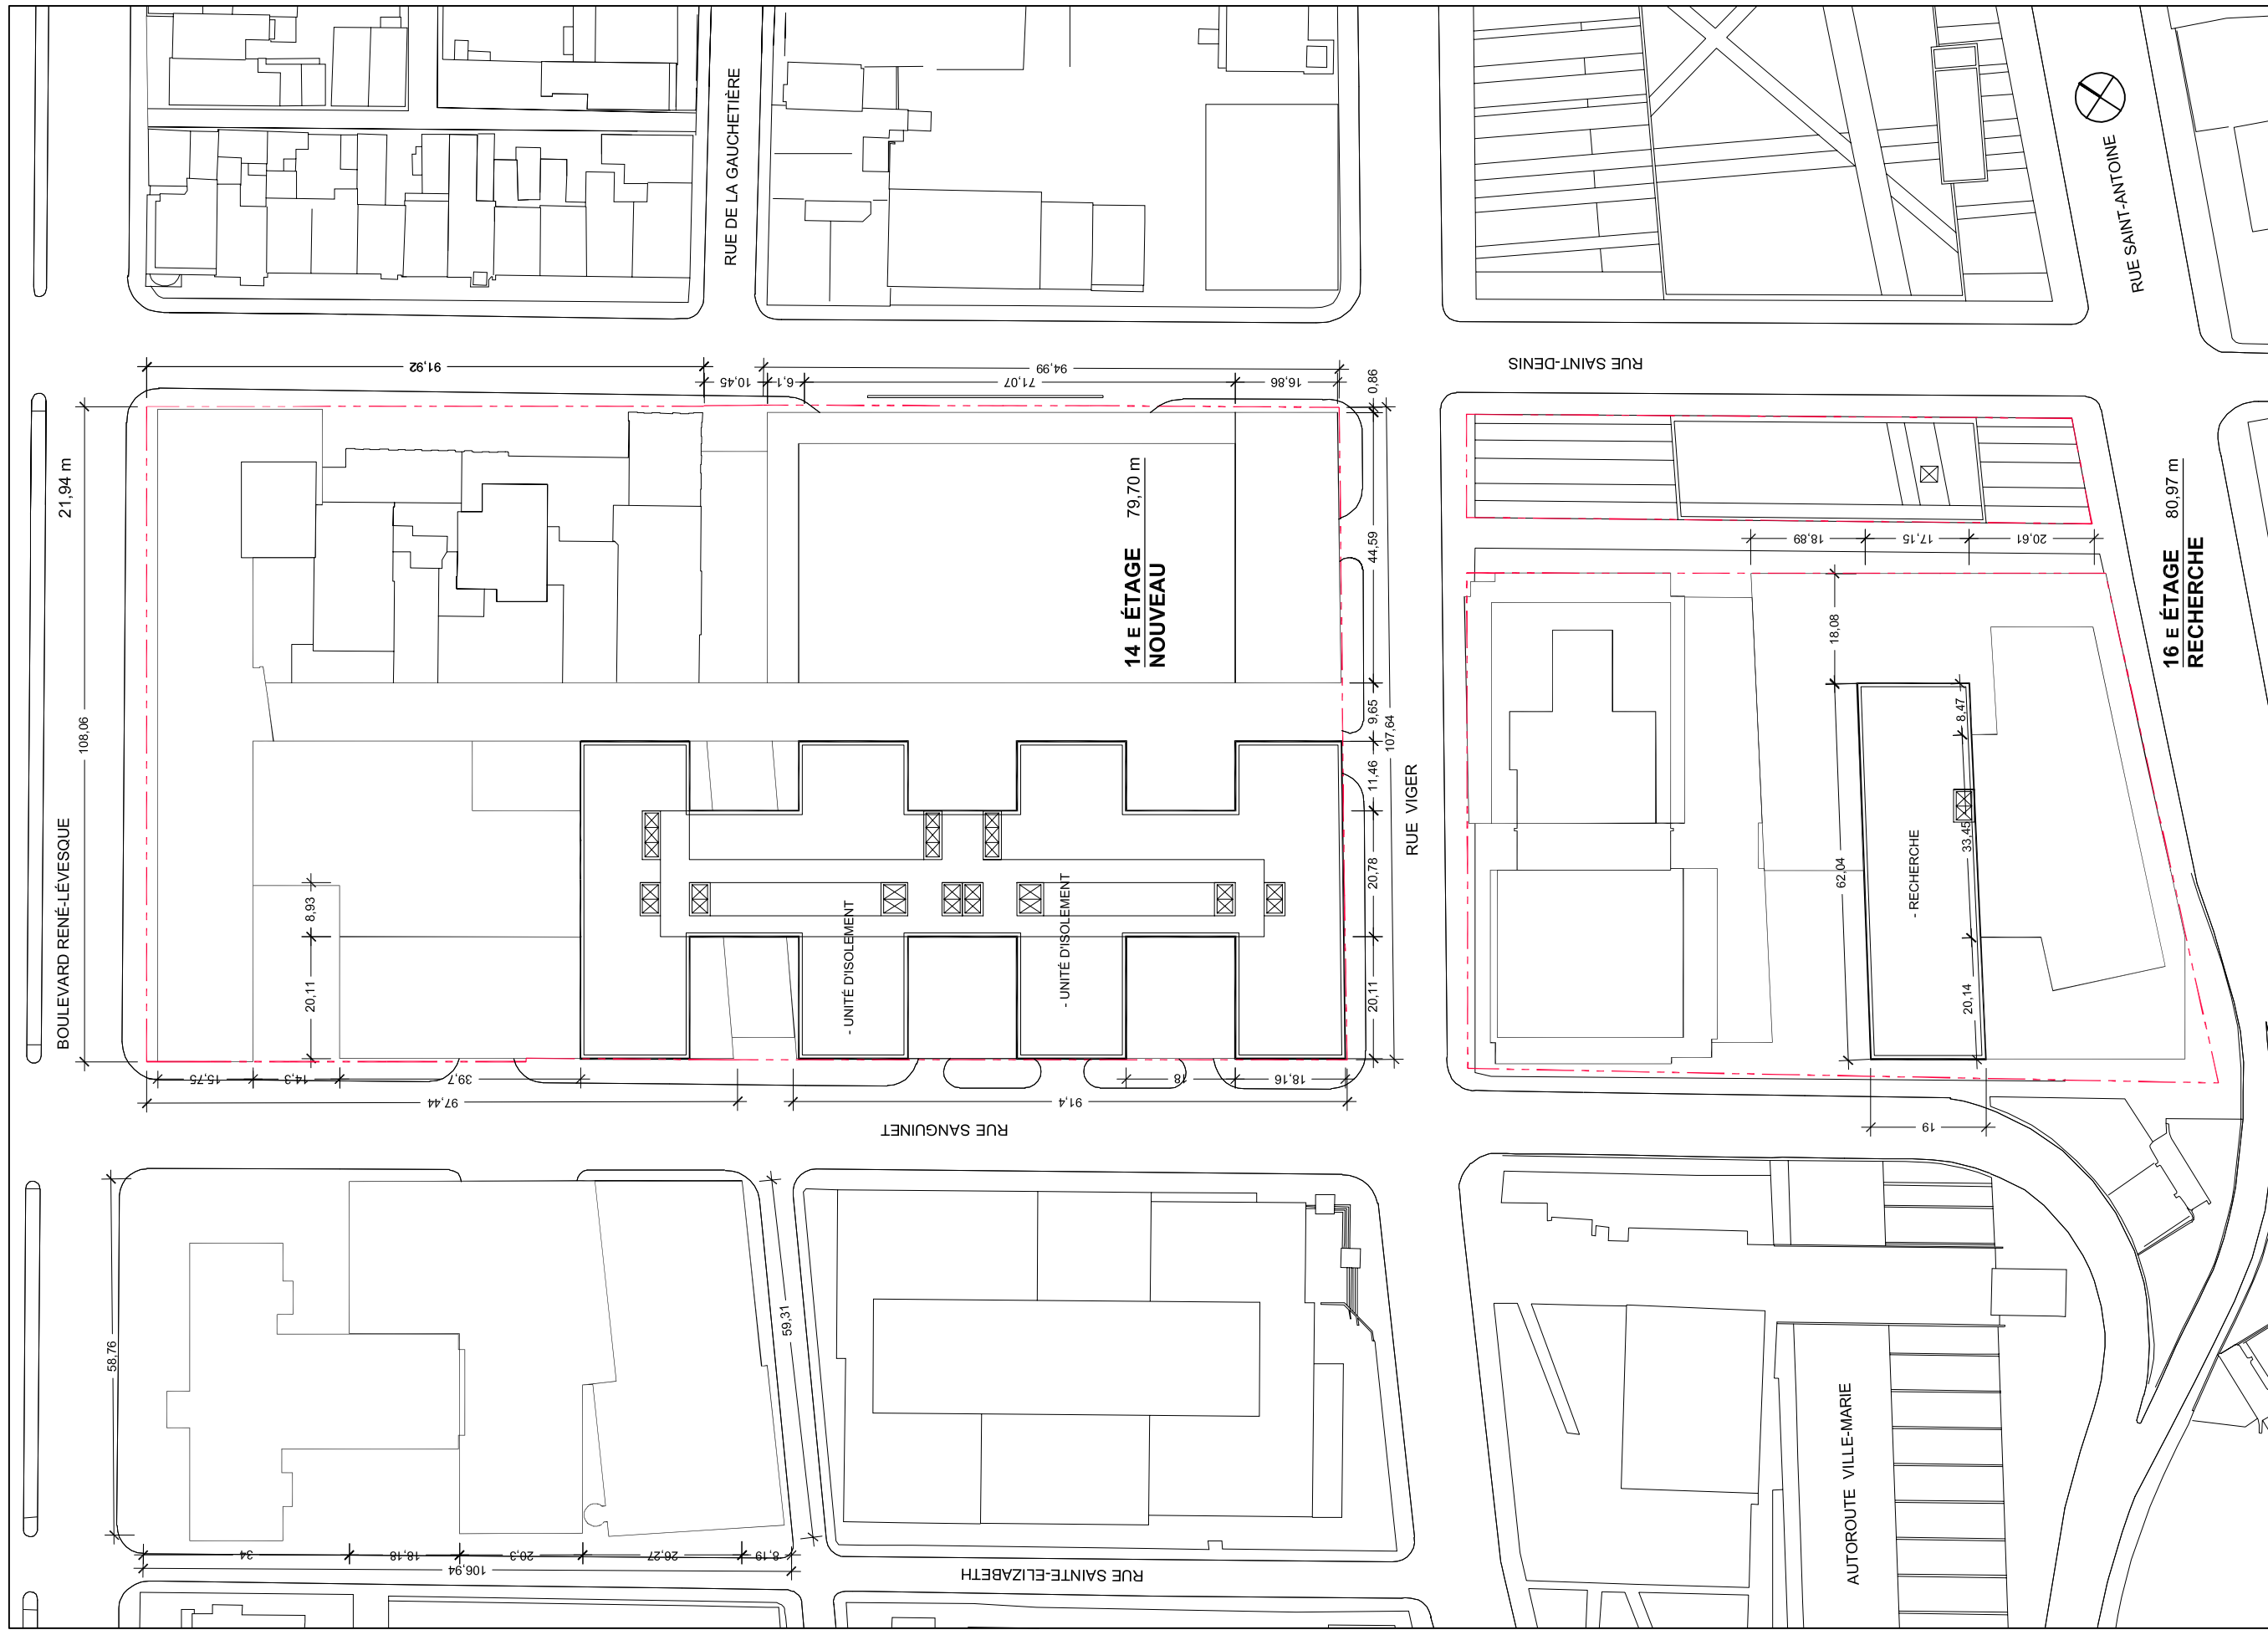 RUE DE LA GAUCHETIÈRE
RUE SAINT-ANTOINE
RUE SAINT-DENIS
91,92
94,99
10,45
6,1
71,07
16,86
0,86
21,94 m
108,06
BOULEVARD RENÉ-LÉVESQUE
14 E ÉTAGE 79,70 m
NOUVEAU
44,59
9,65
107,64
11,46
20,78
20,11
RUE VIGER
8,93
20,11
- UNITÉ D'ISOLEMENT
- UNITÉ D'ISOLEMENT
15,75
14,3
39,7
18
18,16
97,44
91,4
RUE SANGUINET
18,89
17,15
20,61
18,08
16 E ÉTAGE 80,97 m
RECHERCHE
8,47
33,45
62,04
- RECHERCHE
20,14
19
58,76
59,31
34
18,18
20,3
26,27
8,19
106,94
RUE SAINTE-ELIZABETH
AUTOROUTE VILLE-MARIE